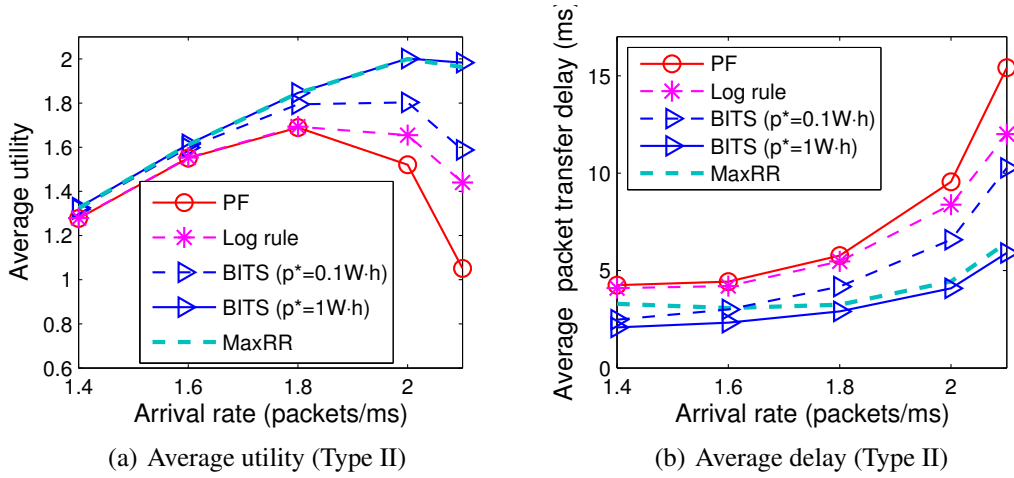 Average utility
2
1.8
1.6
1.4
1.2
1
0.8
0.6
PF
Log rule
BITS (p*=0.1W·h)
BITS (p*=1W·h)
MaxRR
1.4 1.6 1.8 2
Arrival rate (packets/ms)
(a) Average utility (Type II)
Average packet transfer delay (ms)
15
10
5
0
PF
Log rule
BITS (p*=0.1W·h)
BITS (p*=1W·h)
MaxRR
1.4 1.6 1.8 2
Arrival rate (packets/ms)
(b) Average delay (Type II)